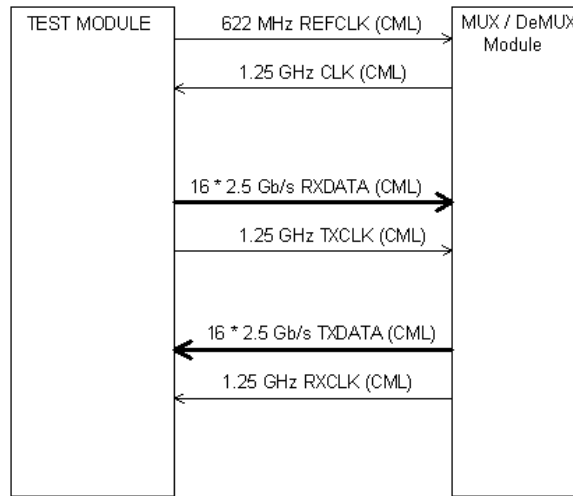 TEST MODULE
622 MHz REFCLK (CML)
MUX / DeMUX
Module
1.25 GHz CLK (CML)
16 * 2.5 Gb/s RXDATA (CML)
1.25 GHz TXCLK (CML)
16 * 2.5 Gb/s TXDATA (CML)
1.25 GHz RXCLK (CML)